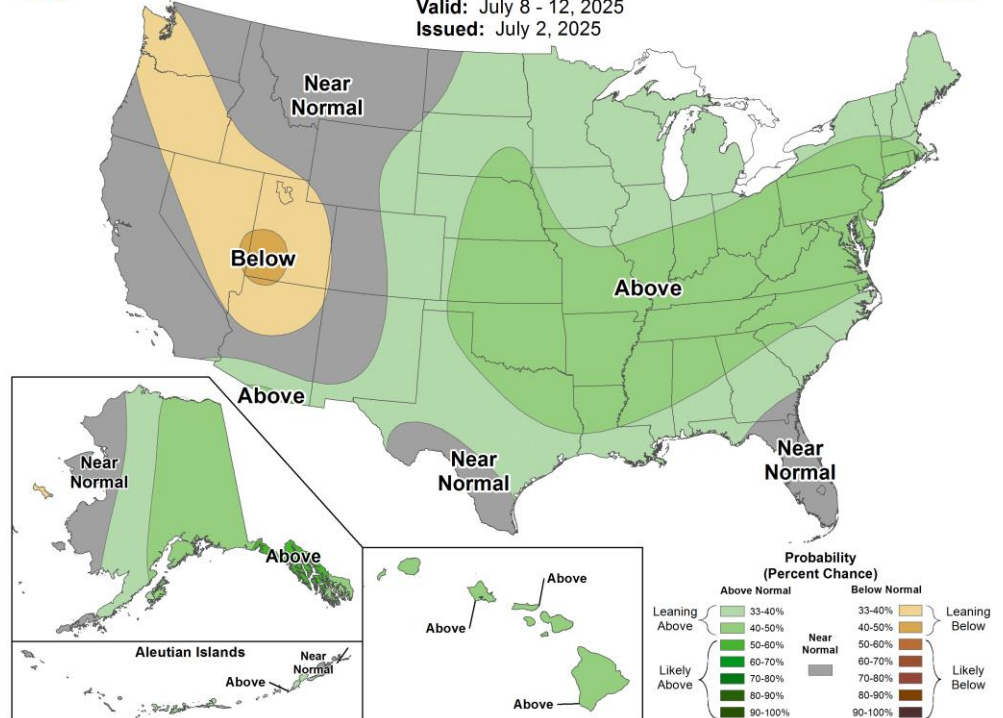 Valid: July 8 - 12, 2025
Issued: July 2, 2025
Near
Normal
Below
Above
Above
Near
Normal
Near
Normal
Near
Normal
Above
Aleutian Islands
Near
Normal
Above
Above
Above
Above
Probability
(Percent Chance)
Above Normal
Below Normal
Leaning
Above
33-40%
40-50%
Likely
Above
50-60%
60-70%
70-80%
80-90%
90-100%
Near
Normal
33-40%
40-50%
Leaning
Below
50-60%
60-70%
70-80%
80-90%
90-100%
Likely
Below